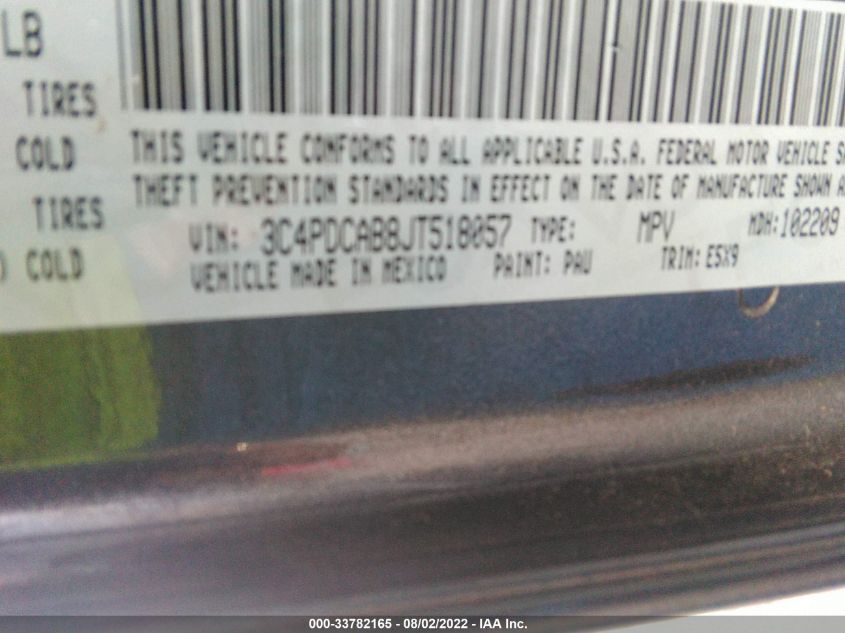 LB
TIRES
COLD
TIRES
COLD
THIS VEHICLE CONFORMS TO ALL APPLICABLE U.S.A. FEDERAL MOTOR VEHICLE S
THEFT PREVENTION STANDARDS IN EFFECT ON THE DATE OF MANUFACTURE SHOWN A
VIN: 3C4PDCAB8JT518057 TYPE: MPV MDH:102209
VEHICLE MADE IN MEXICO PAINT: PAU TRIM: E5X9
000-33782165 - 08/02/2022 - IAA Inc.